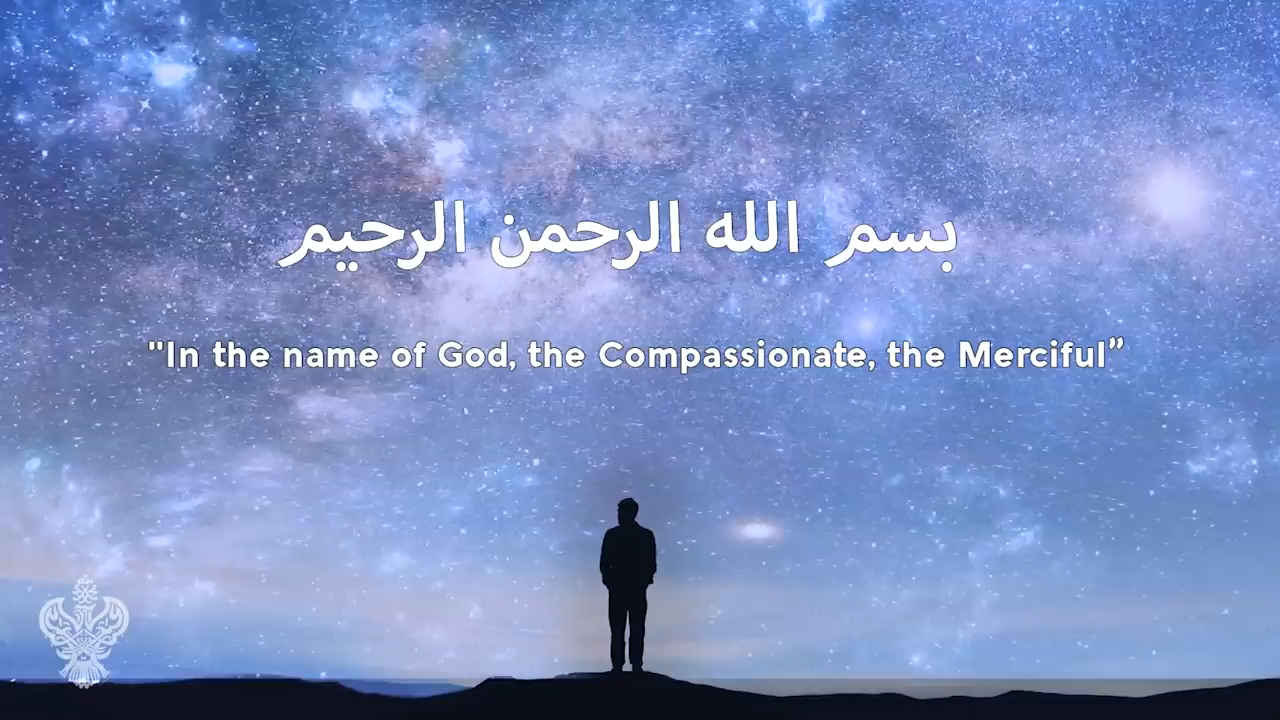 بسم الله الرحمن الرحيم
"In the name of God, the Compassionate, the Merciful”